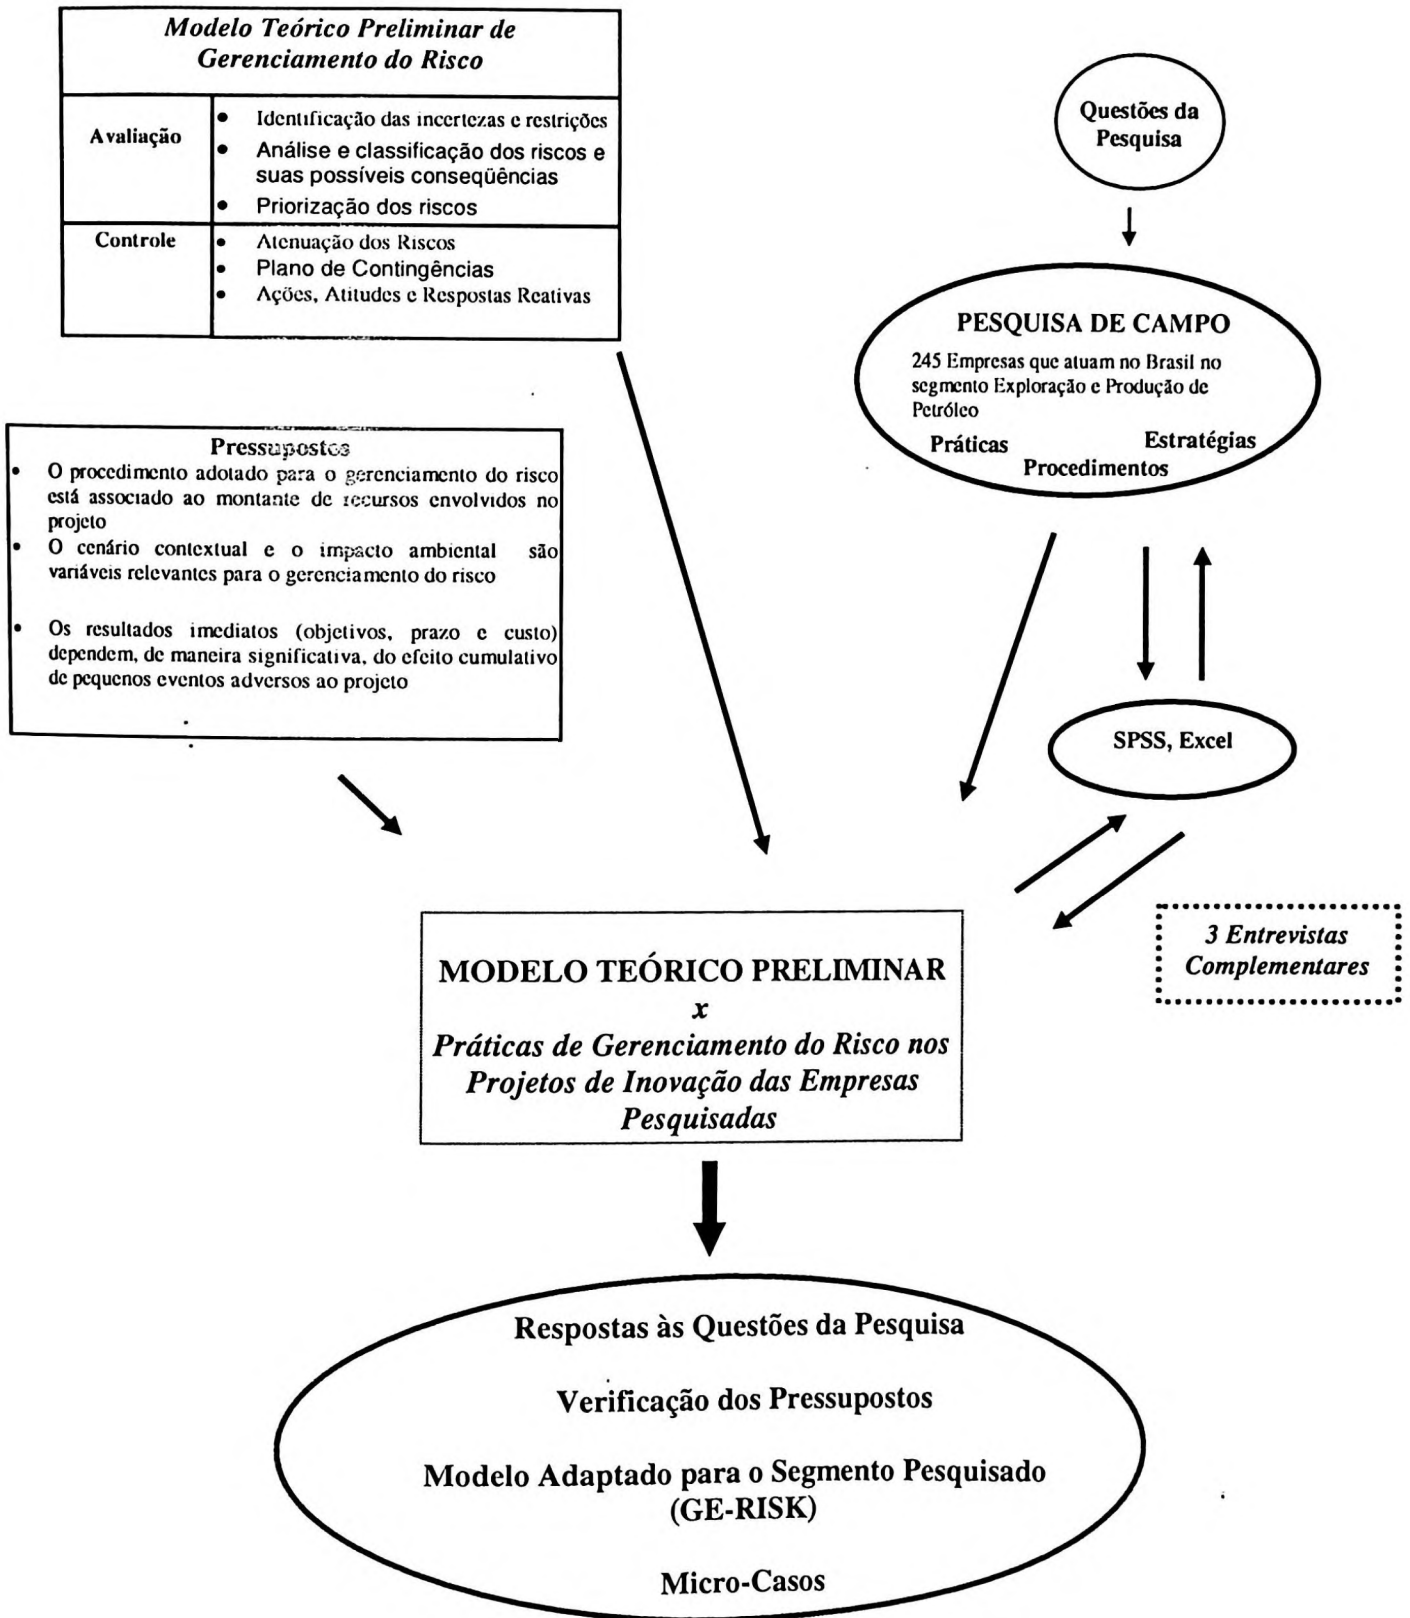 Modelo Teórico Preliminar de
Gerenciamento do Risco
Avaliação
• Identificação das incertezas e restrições
• Análise e classificação dos riscos e
suas possíveis conseqüências
• Priorização dos riscos
Controle
• Atenuação dos Riscos
• Plano de Contingências
• Ações, Atitudes e Respostas Reativas
Questões da
Pesquisa
PESQUISA DE CAMPO
245 Empresas que atuam no Brasil no
segmento Exploração e Produção de
Petróleo
Práticas
Estratégias
Procedimentos
Pressupostos
• O procedimento adotado para o gerenciamento do risco
está associado ao montante de recursos envolvidos no
projeto
• O cenário contextual e o impacto ambiental são
variáveis relevantes para o gerenciamento do risco
• Os resultados imediatos (objetivos, prazo e custo)
dependem, de maneira significativa, do efeito cumulativo
de pequenos eventos adversos ao projeto
SPSS, Excel
3 Entrevistas
Complementares
MODELO TEÓRICO PRELIMINAR
x
Práticas de Gerenciamento do Risco nos
Projetos de Inovação das Empresas
Pesquisadas
Respostas às Questões da Pesquisa
Verificação dos Pressupostos
Modelo Adaptado para o Segmento Pesquisado
(GE-RISK)
Micro-Casos